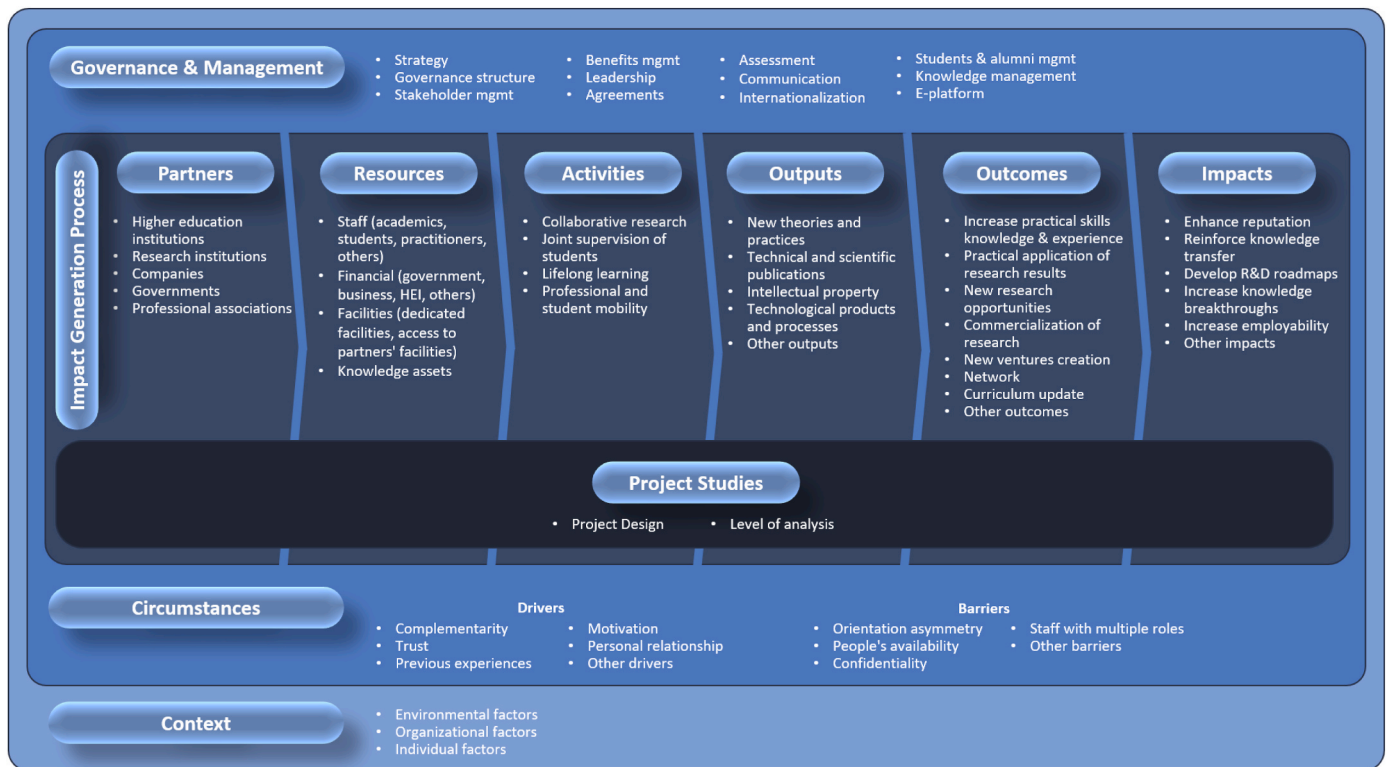 Governance & Management
• Strategy
• Governance structure
• Stakeholder mgmt
• Benefits mgmt
• Leadership
• Agreements
• Assessment
• Communication
• Internationalization
• Students & alumni mgmt
• Knowledge management
• E-platform
Impact Generation Process
Partners
• Higher education
institutions
• Research institutions
• Companies
• Governments
• Professional associations
Resources
• Staff (academics,
students, practitioners,
others)
• Financial (government,
business, HEI, others)
• Facilities (dedicated
facilities, access to
partners' facilities)
• Knowledge assets
Activities
• Collaborative research
• Joint supervision of
students
• Lifelong learning
• Professional and
student mobility
Outputs
• New theories and
practices
• Technical and scientific
publications
• Intellectual property
• Technological products
and processes
• Other outputs
Outcomes
• Increase practical skills
knowledge & experience
• Practical application of
research results
• New research
opportunities
• Commercialization of
research
• New ventures creation
• Network
• Curriculum update
• Other outcomes
Impacts
• Enhance reputation
• Reinforce knowledge
transfer
• Develop R&D roadmaps
• Increase knowledge
breakthroughs
• Increase employability
• Other impacts
Project Studies
• Project Design
• Level of analysis
Circumstances
Drivers
• Complementarity
• Trust
• Previous experiences
• Motivation
• Personal relationship
• Other drivers
Barriers
• Orientation asymmetry
• People's availability
• Confidentiality
• Staff with multiple roles
• Other barriers
Context
• Environmental factors
• Organizational factors
• Individual factors